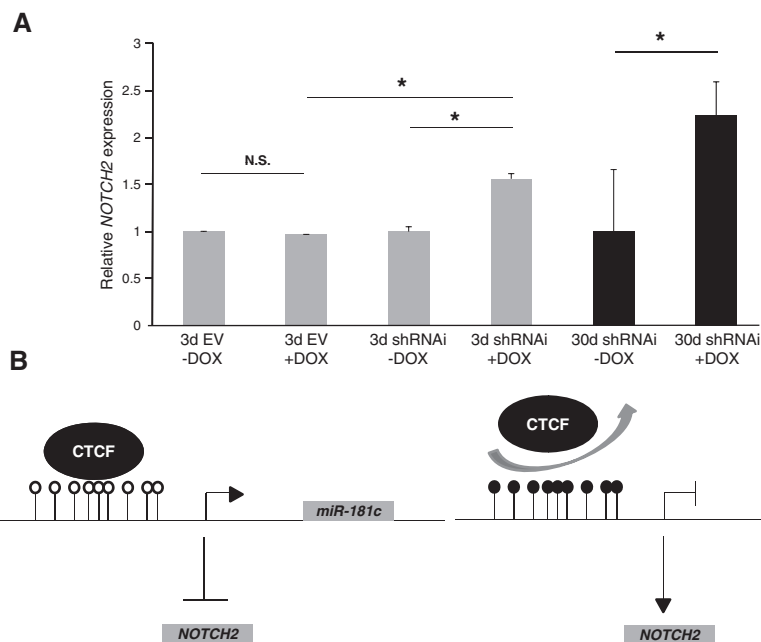 A
Relative NOTCH2 expression
3
2.5
2
1.5
1
0.5
0
N.S.
*
*
*
3d EV
-DOX
3d EV
+DOX
3d shRNAi
-DOX
3d shRNAi
+DOX
30d shRNAi
-DOX
30d shRNAi
+DOX
B
CTCF
miR-181c
NOTCH2
CTCF
NOTCH2